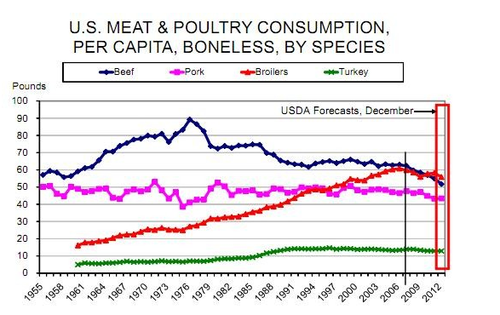 U.S. MEAT & POULTRY CONSUMPTION,
PER CAPITA, BONELESS, BY SPECIES
Beef Pork Broilers Turkey
Pounds
USDA Forecasts, December
100
90
80
70
60
50
40
30
20
10
0
1955 1958 1961 1964 1967 1970 1973 1976 1979 1982 1985 1988 1991 1994 1997 2000 2003 2006 2009 2012